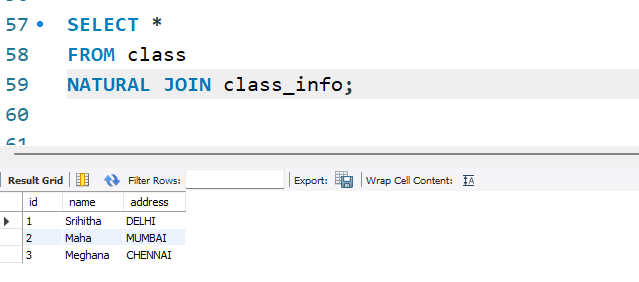 57 SELECT *
58 FROM class
59 NATURAL JOIN class_info;
60
61
Result Grid Filter Rows: Export: Wrap Cell Content: IA
id name address
1 Srihitha DELHI
2 Maha MUMBAI
3 Meghana CHENNAI